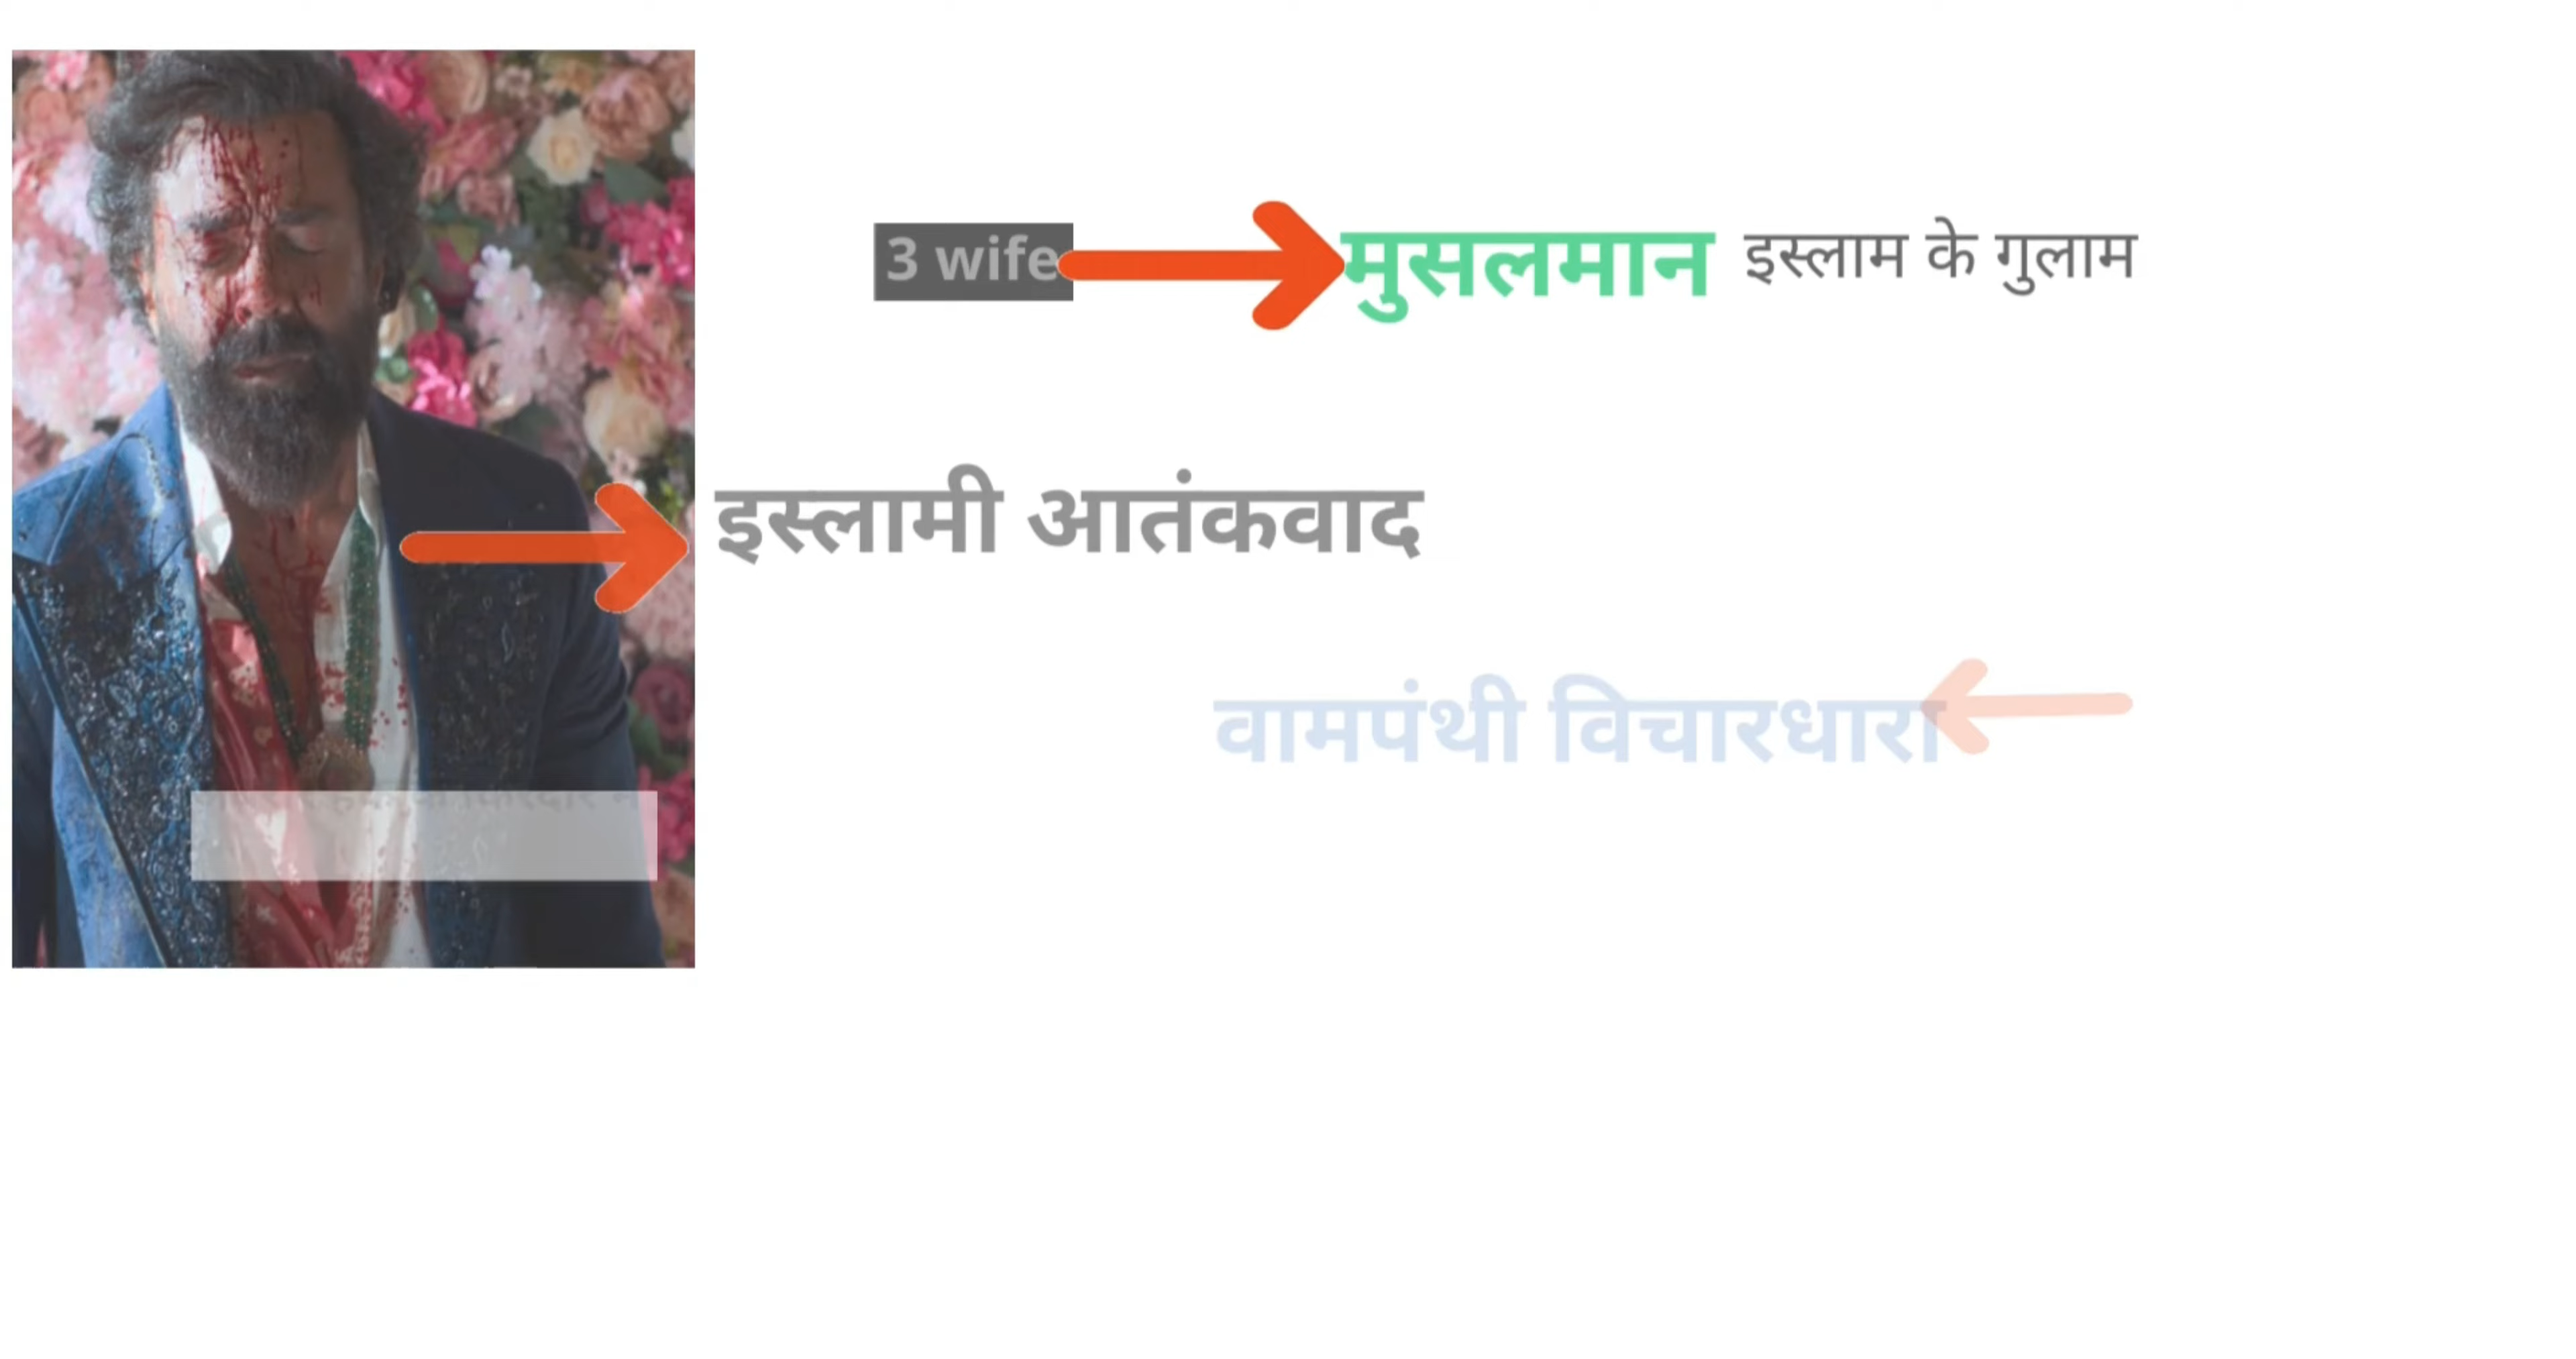 3 wife मुसलमान इस्लाम के गुलाम
इस्लामी आतंकवाद
वामपंथी विचारधारा